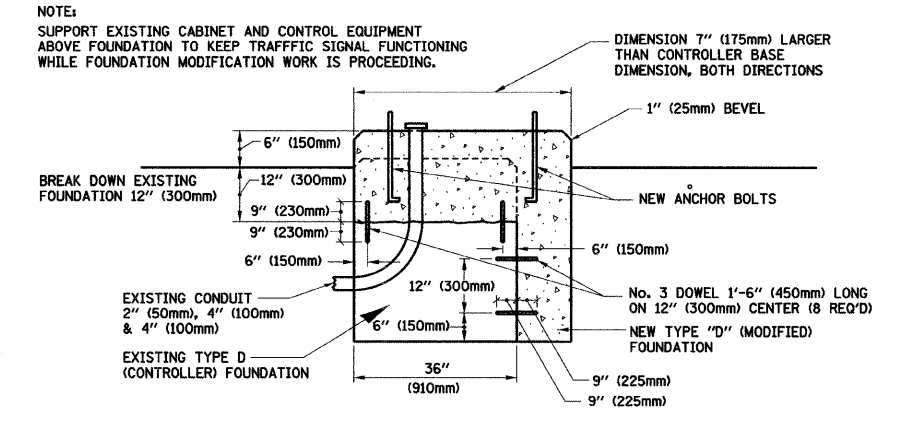 NOTE:
SUPPORT EXISTING CABINET AND CONTROL EQUIPMENT
ABOVE FOUNDATION TO KEEP TRAFFFIC SIGNAL FUNCTIONING
WHILE FOUNDATION MODIFICATION WORK IS PROCEEDING.
DIMENSION 7" (175mm) LARGER
THAN CONTROLLER BASE
DIMENSION, BOTH DIRECTIONS
1" (25mm) BEVEL
6" (150mm)
BREAK DOWN EXISTING
FOUNDATION 12" (300mm)
12" (300mm)
NEW ANCHOR BOLTS
9" (230mm)
9" (230mm)
6" (150mm)
6" (150mm)
12" (300mm)
EXISTING CONDUIT
2" (50mm), 4" (100mm)
& 4" (100mm)
No. 3 DOWEL 1'-6" (450mm) LONG
ON 12" (300mm) CENTER (8 REQ'D)
6" (150mm)
NEW TYPE "D" (MODIFIED)
FOUNDATION
EXISTING TYPE D
(CONTROLLER) FOUNDATION
36"
(910mm)
9" (225mm)
9" (225mm)